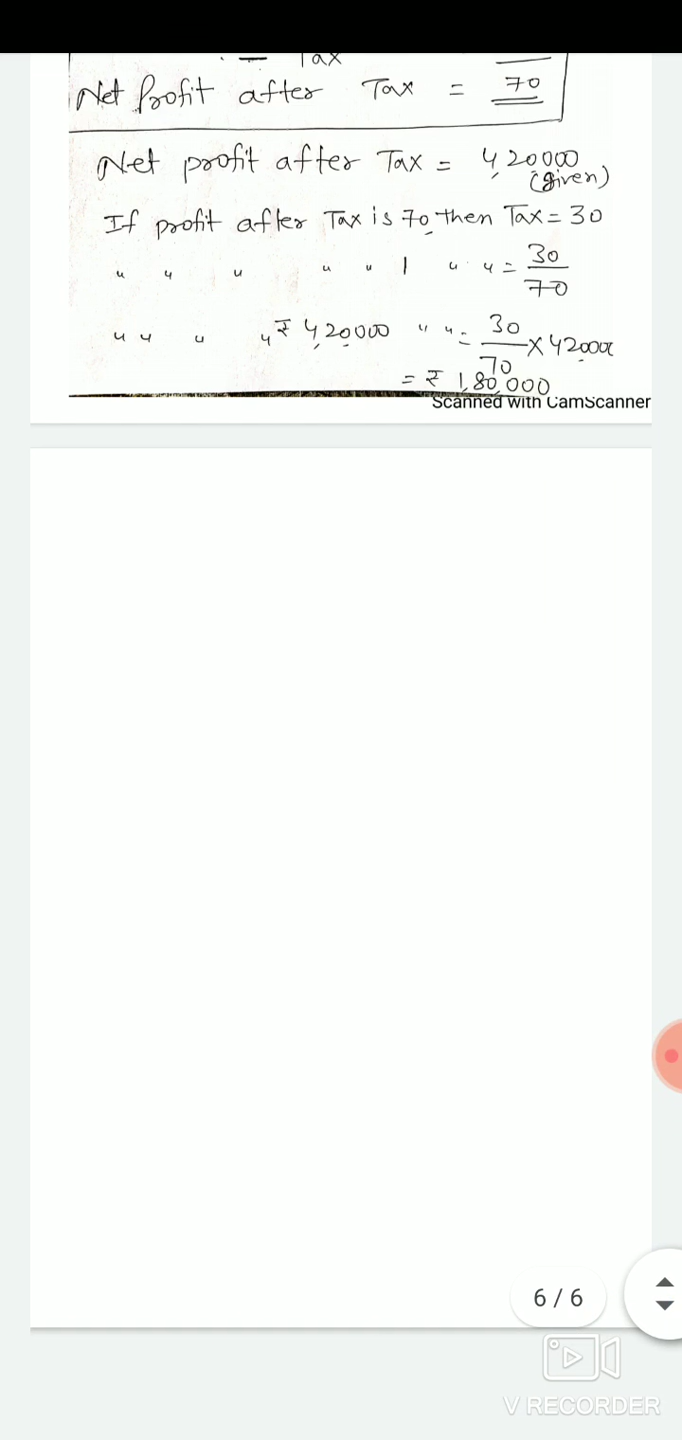 Tax
Net Profit after Tax = 70
Net profit after Tax = 4,20000
(given)
If profit after Tax is 70, then Tax = 30
" " " " " 1 " " = 30/70
" " " " ₹ 4,20,000 " " = 30/70 × 420000
= ₹ 1,80,000
Scanned with CamScanner
6 / 6
V RECORDER